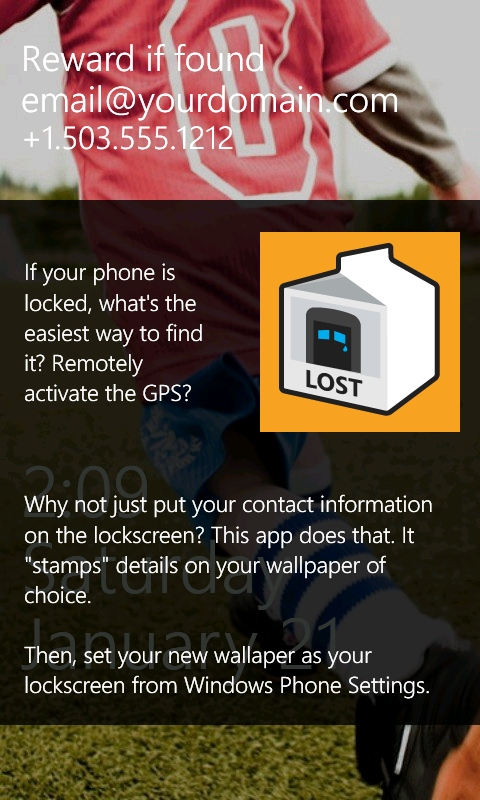 Reward if found
email@yourdomain.com
+1.503.555.1212
If your phone is
locked, what's the
easiest way to find
it? Remotely
activate the GPS?
LOST
2:09
Why not just put your contact information
on the lockscreen? This app does that. It
Saturday
"stamps" details on your wallpaper of
choice.
January 21
Then, set your new wallaper as your
lockscreen from Windows Phone Settings.